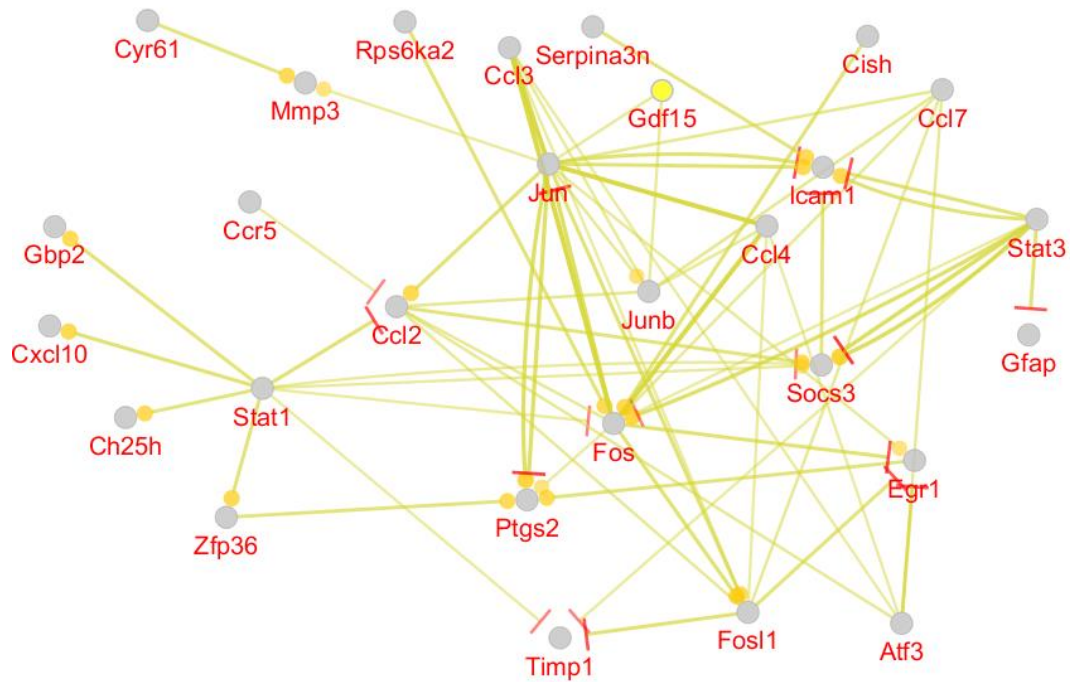 Cyr61
Rps6ka2
Ccl3
Serpina3n
Cish
Mmp3
Gdf15
Ccl7
Jun
Icam1
Ccr5
Gbp2
Ccl4
Stat3
Ccl2
Junb
Cxcl10
Gfap
Socs3
Stat1
Ch25h
Fos
Egr1
Ptgs2
Zfp36
Fosl1
Atf3
Timp1